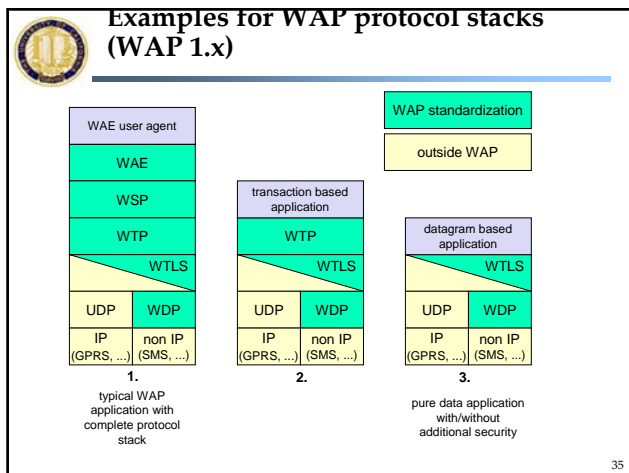 Examples for WAP protocol stacks
(WAP 1.x)
WAP standardization
outside WAP
WAE user agent
WAE
WSP
WTP
WTLS
UDP
WDP
IP
(GPRS, ...)
non IP
(SMS, ...)
1.
typical WAP
application with
complete protocol
stack
transaction based
application
WTP
WTLS
UDP
WDP
IP
(GPRS, ...)
non IP
(SMS, ...)
2.
datagram based
application
WTLS
UDP
WDP
IP
(GPRS, ...)
non IP
(SMS, ...)
3.
pure data application
with/without
additional security
35